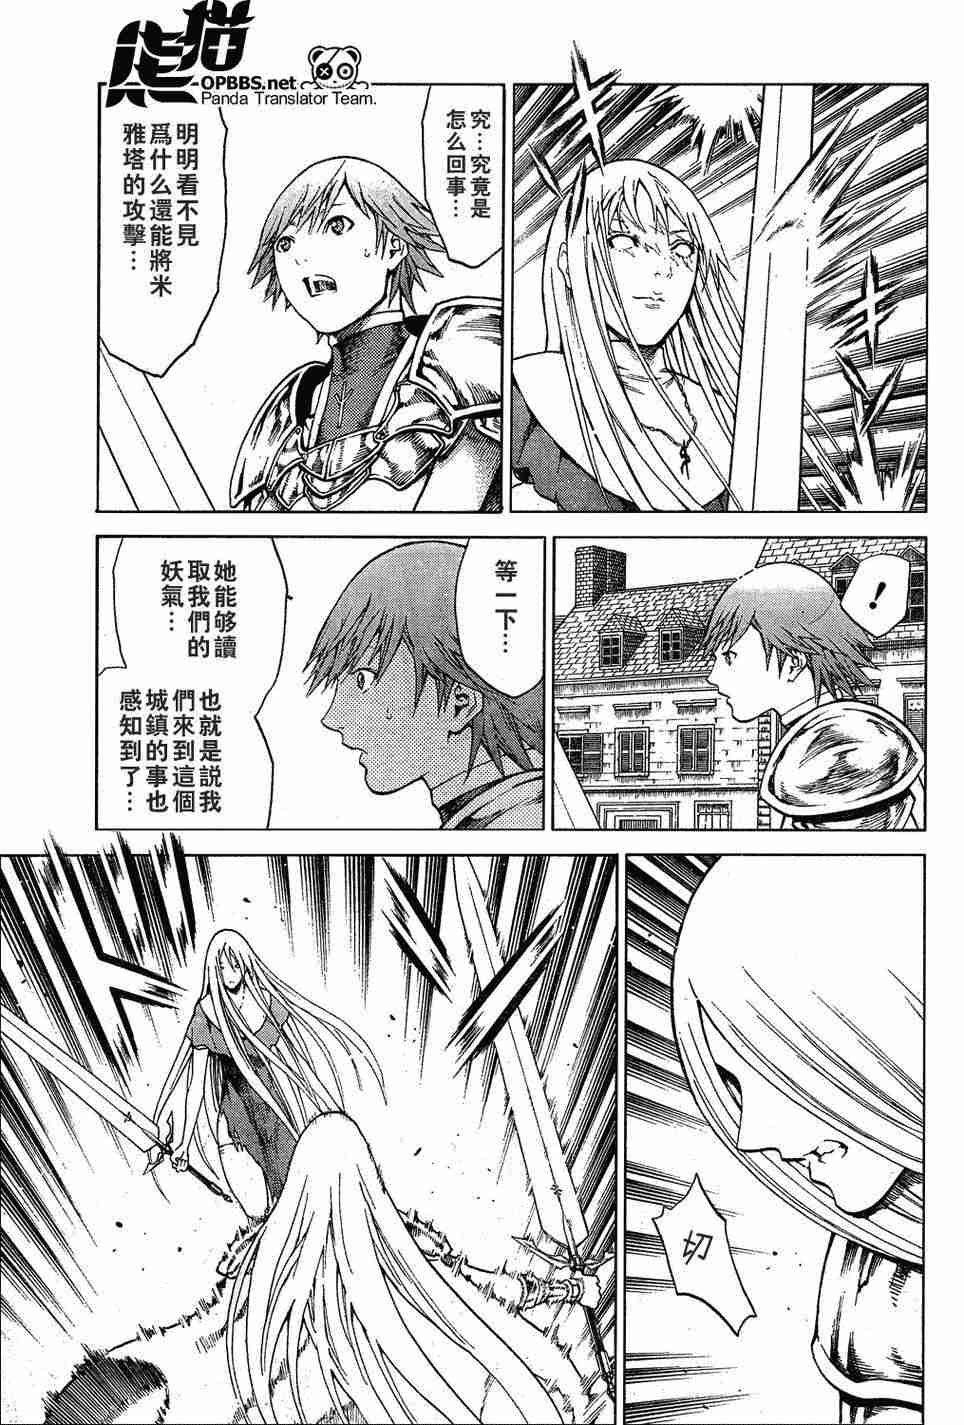 熊猫
OPBBS.net
Panda Translator Team.
究…究竟是
怎么回事…
明明看不見
爲什么還能將米
雅塔的攻擊…
！
等一下…
她能够讀
取我們的
妖氣…
也就是説我
們來到這個
城鎮的事也
感知到了…
切